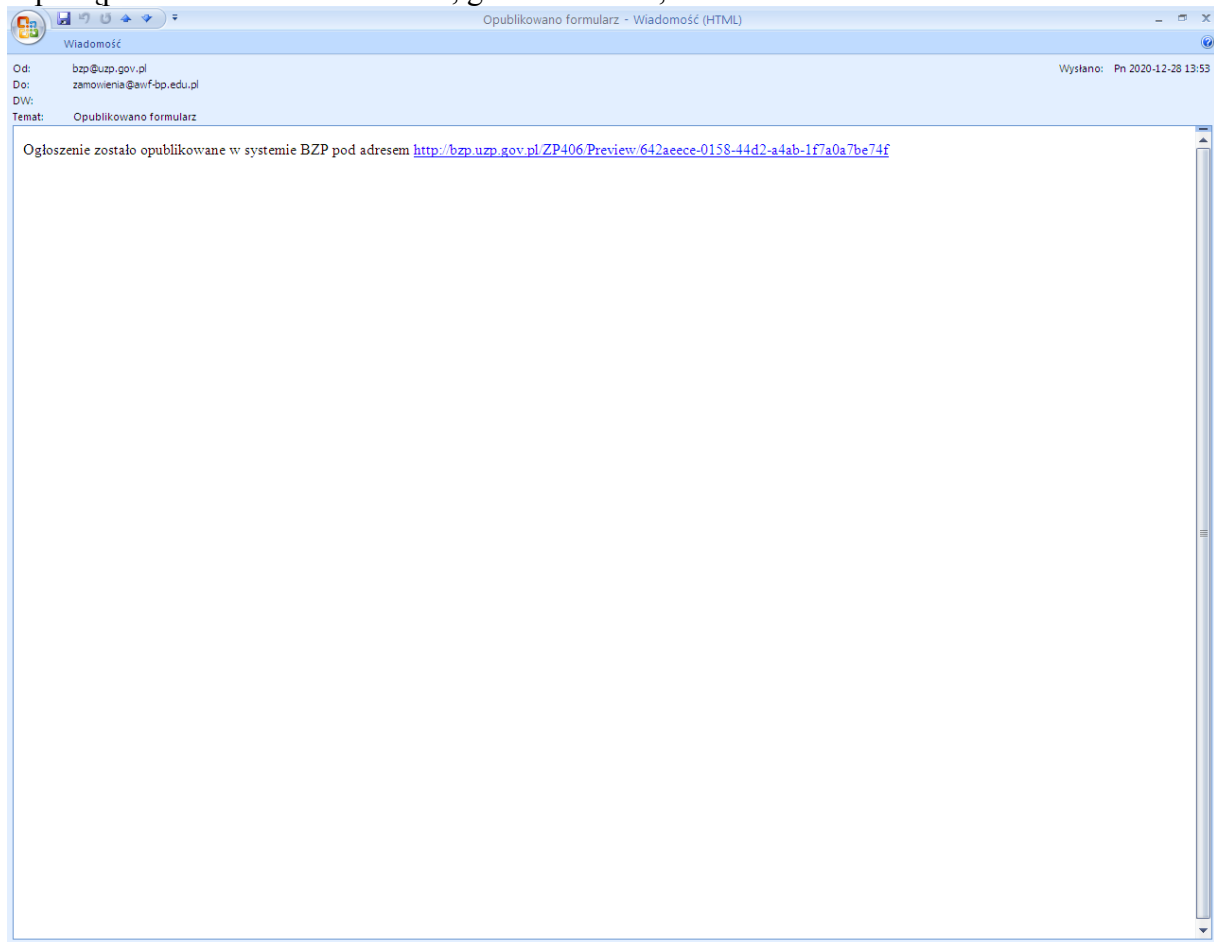 Opublikowano formularz - Wiadomość (HTML)
Wiadomość
Od: bzp@uzp.gov.pl Wysłano: Pn 2020-12-28 13:53
Do: zamowienia@awf-bp.edu.pl
DW:
Temat: Opublikowano formularz
Ogłoszenie zostało opublikowane w systemie BZP pod adresem http://bzp.uzp.gov.pl/ZP406/Preview/642aeece-0158-44d2-a4ab-1f7a0a7be74f